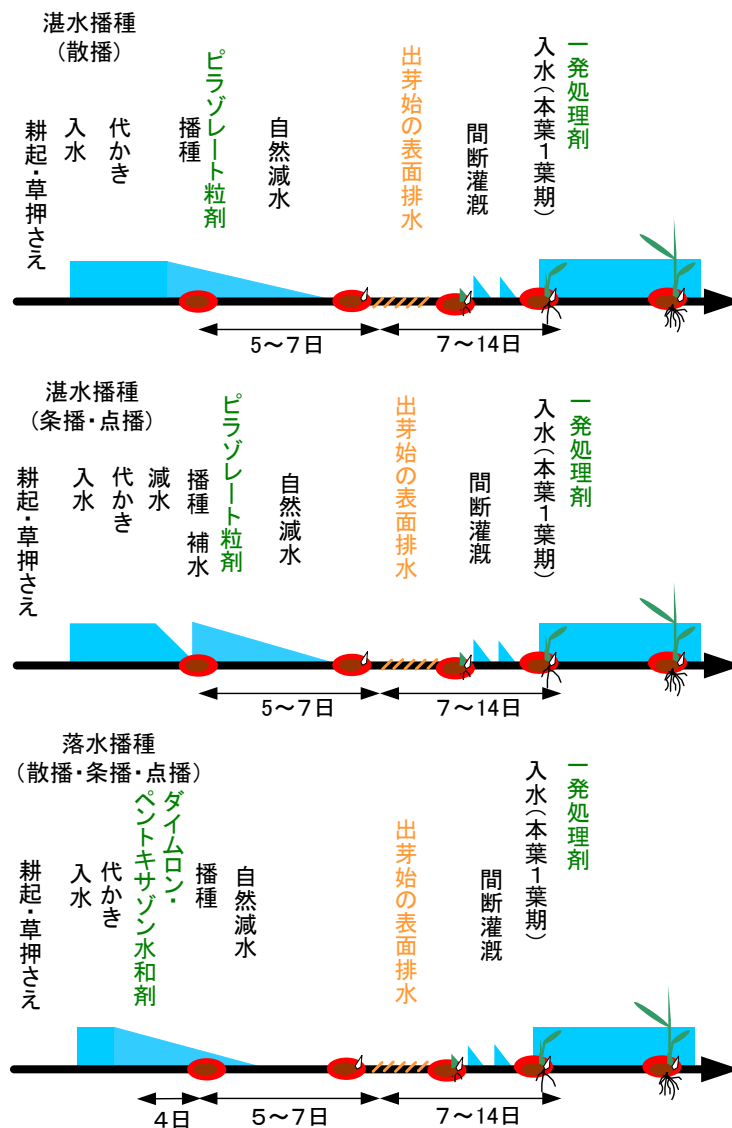 湛水播種
(散播)
耕起・草押さえ
入水
代かき
播種
ピラゾレート粒剤
自然減水
出芽始の表面排水
間断灌漑
入水(本葉1葉期)
一発処理剤
5～7日
7～14日
湛水播種
(条播・点播)
耕起・草押さえ
入水
代かき
減水
播種 補水
ピラゾレート粒剤
自然減水
出芽始の表面排水
間断灌漑
入水(本葉1葉期)
一発処理剤
5～7日
7～14日
落水播種
(散播・条播・点播)
耕起・草押さえ
入水
代かき
ダイムロン・
ペントキサゾン水和剤
播種
自然減水
出芽始の表面排水
間断灌漑
入水(本葉1葉期)
一発処理剤
4日
5～7日
7～14日